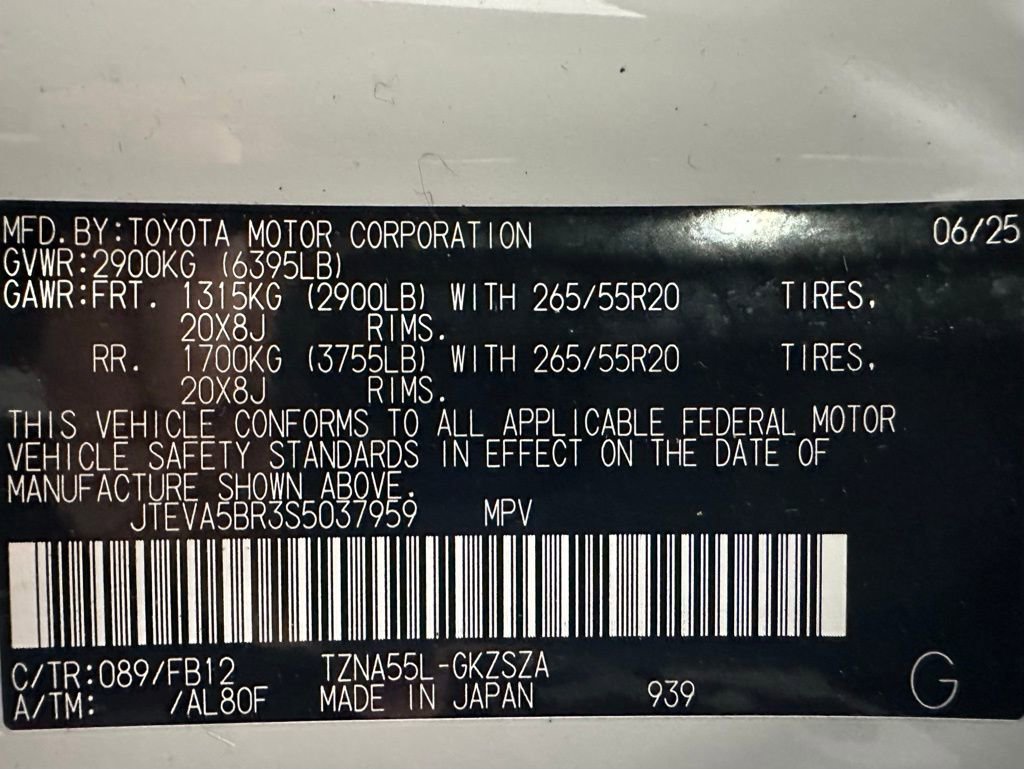 MFD. BY:TOYOTA MOTOR CORPORATION 06/25
GVWR:2900KG (6395LB)
GAWR:FRT. 1315KG (2900LB) WITH 265/55R20 TIRES,
20X8J RIMS.
RR. 1700KG (3755LB) WITH 265/55R20 TIRES,
20X8J RIMS.
THIS VEHICLE CONFORMS TO ALL APPLICABLE FEDERAL MOTOR
VEHICLE SAFETY STANDARDS IN EFFECT ON THE DATE OF
MANUFACTURE SHOWN ABOVE.
JTEVA5BR3S5037959 MPV
C/TR:089/FB12 TZNA55L-GKZSZA
A/TM: /AL80F MADE IN JAPAN 939 G